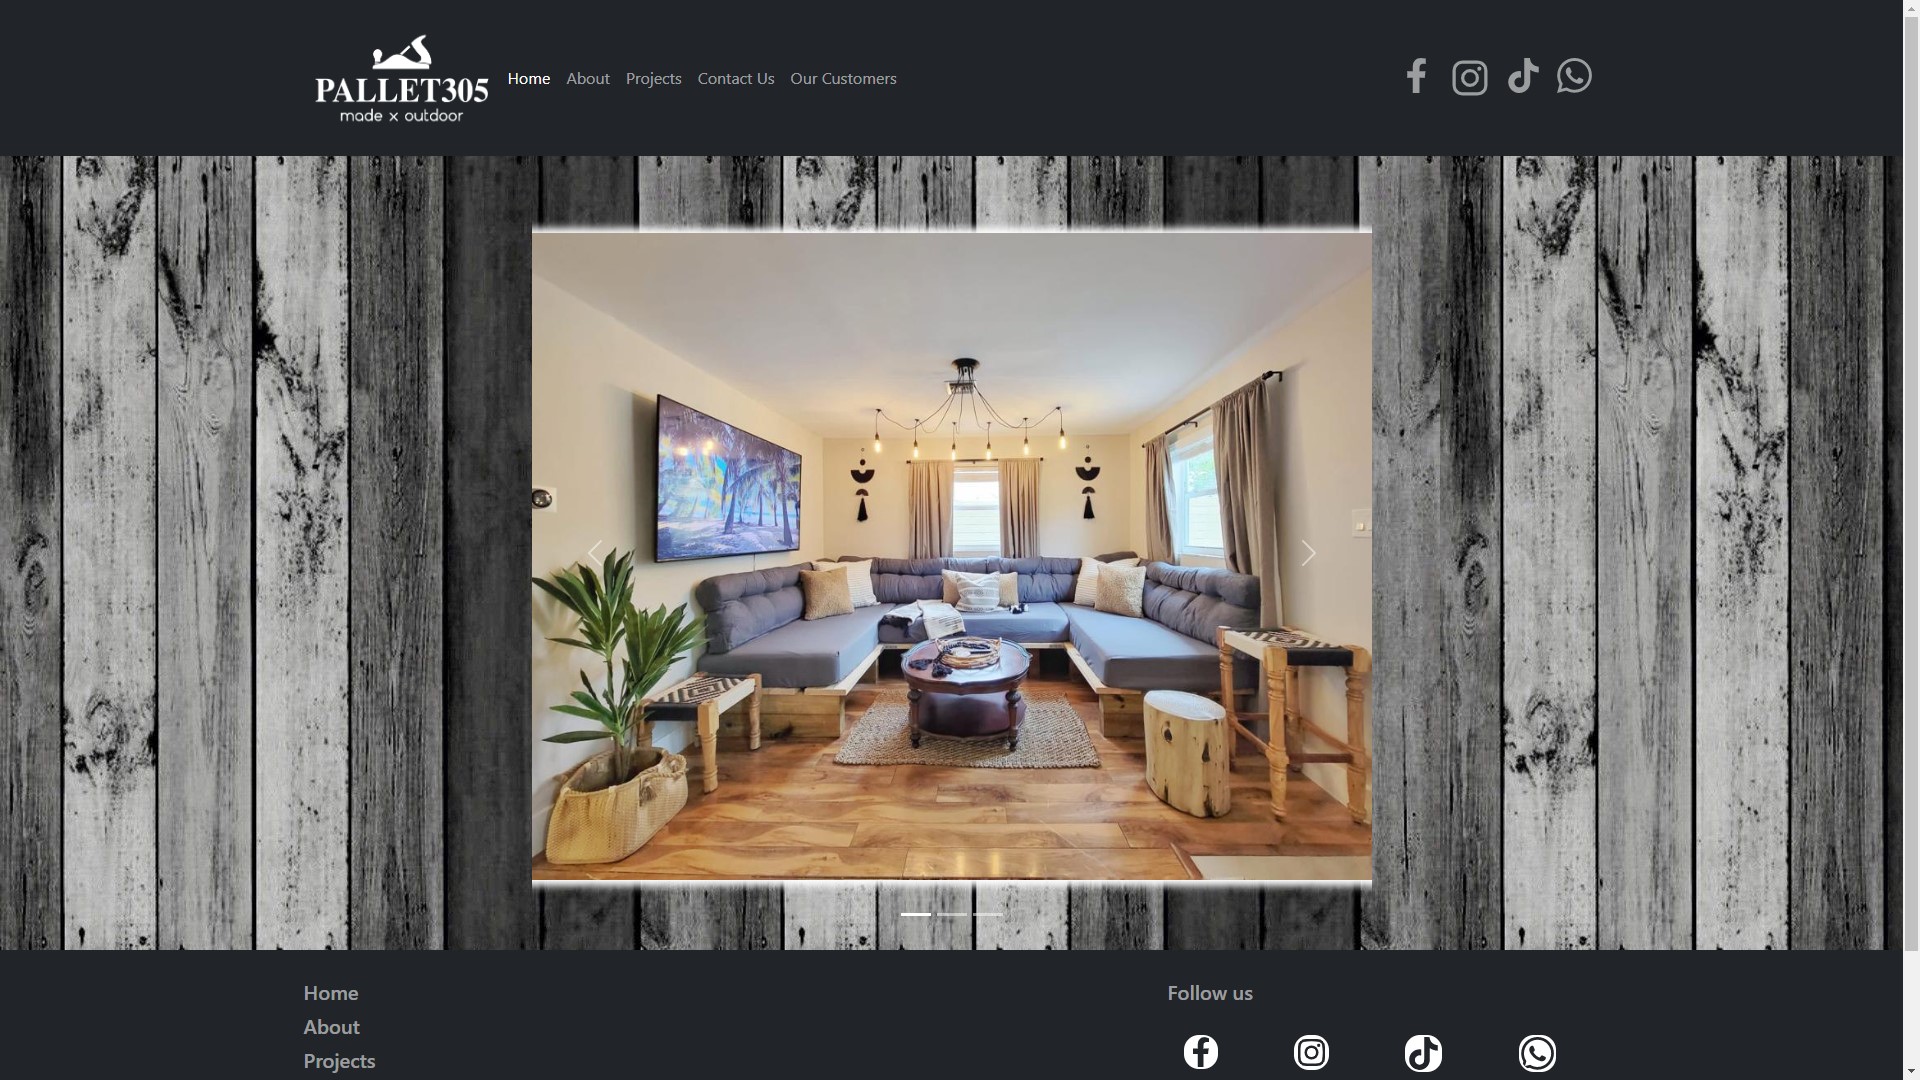 PALLET305
made x outdoor
Home About Projects Contact Us Our Customers
Home
About
Projects
Follow us